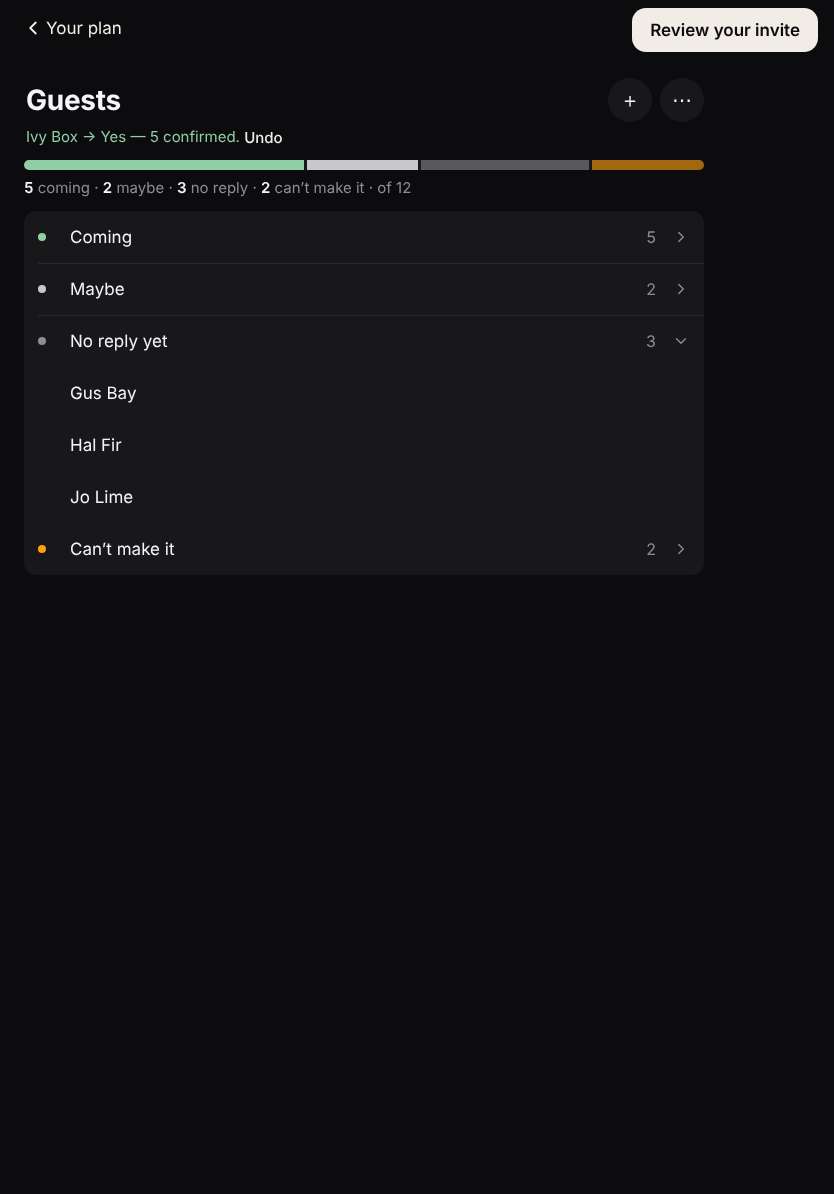 Your plan
Review your invite
Guests
+ ⋯
Ivy Box → Yes — 5 confirmed. Undo
5 coming · 2 maybe · 3 no reply · 2 can’t make it · of 12
Coming 5
Maybe 2
No reply yet 3
Gus Bay
Hal Fir
Jo Lime
Can’t make it 2